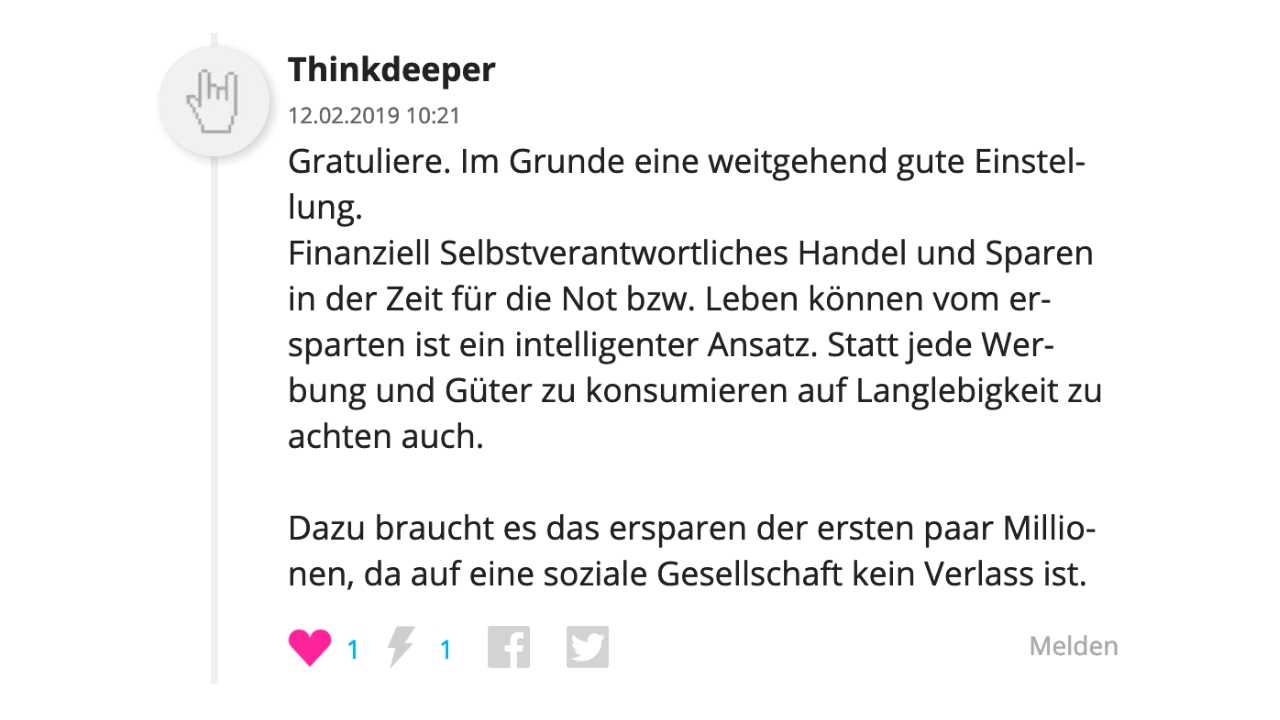 Thinkdeeper
12.02.2019 10:21
Gratuliere. Im Grunde eine weitgehend gute Einstel-
lung.
Finanziell Selbstverantwortliches Handel und Sparen
in der Zeit für die Not bzw. Leben können vom er-
sparten ist ein intelligenter Ansatz. Statt jede Wer-
bung und Güter zu konsumieren auf Langlebigkeit zu
achten auch.
Dazu braucht es das ersparen der ersten paar Millio-
nen, da auf eine soziale Gesellschaft kein Verlass ist.
1 1 Melden